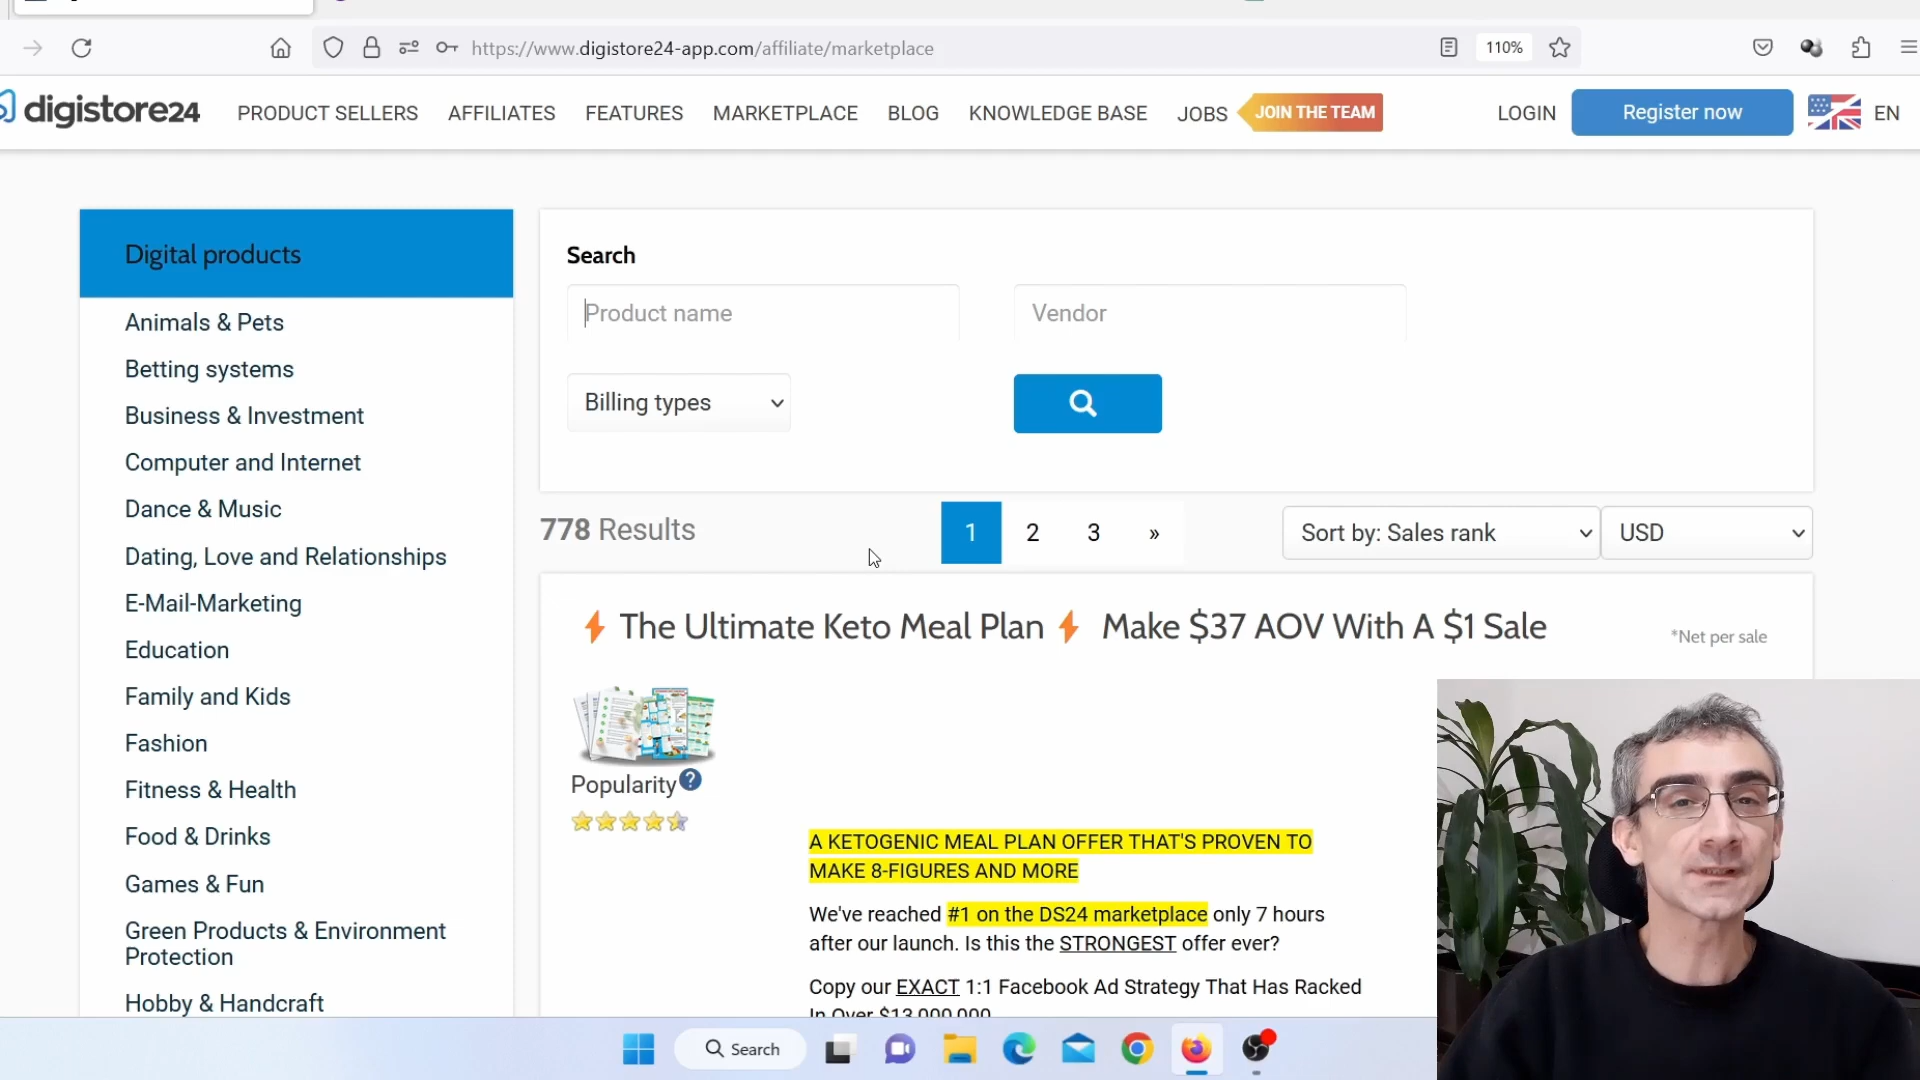 https://www.digistore24-app.com/affiliate/marketplace
110%
digistore24
PRODUCT SELLERS
AFFILIATES
FEATURES
MARKETPLACE
BLOG
KNOWLEDGE BASE
JOBS
JOIN THE TEAM
LOGIN
Register now
EN
Digital products
Animals & Pets
Betting systems
Business & Investment
Computer and Internet
Dance & Music
Dating, Love and Relationships
E-Mail-Marketing
Education
Family and Kids
Fashion
Fitness & Health
Food & Drinks
Games & Fun
Green Products & Environment
Protection
Hobby & Handcraft
Search
Product name
Vendor
Billing types
778 Results
1 2 3 »
Sort by: Sales rank
USD
The Ultimate Keto Meal Plan Make $37 AOV With A $1 Sale
*Net per sale
Popularity ?
A KETOGENIC MEAL PLAN OFFER THAT'S PROVEN TO
MAKE 8-FIGURES AND MORE
We've reached #1 on the DS24 marketplace only 7 hours
after our launch. Is this the STRONGEST offer ever?
Copy our EXACT 1:1 Facebook Ad Strategy That Has Racked
In Over $13,000,000
Search